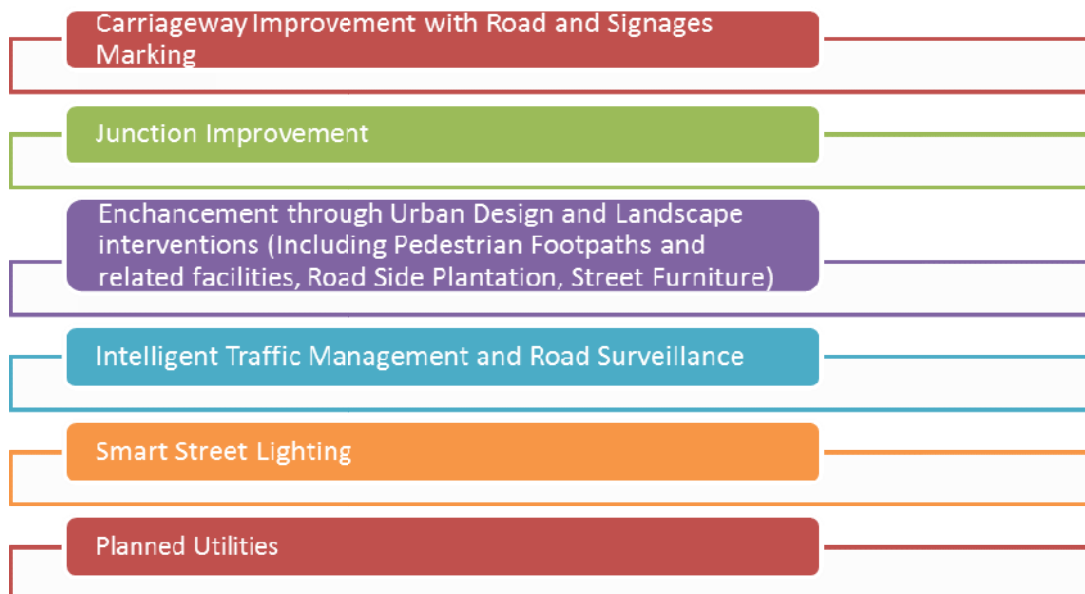 Carriageway Improvement with Road and Signages
Marking
Junction Improvement
Enchancement through Urban Design and Landscape
interventions (Including Pedestrian Footpaths and
related facilities, Road Side Plantation, Street Furniture)
Intelligent Traffic Management and Road Surveillance
Smart Street Lighting
Planned Utilities